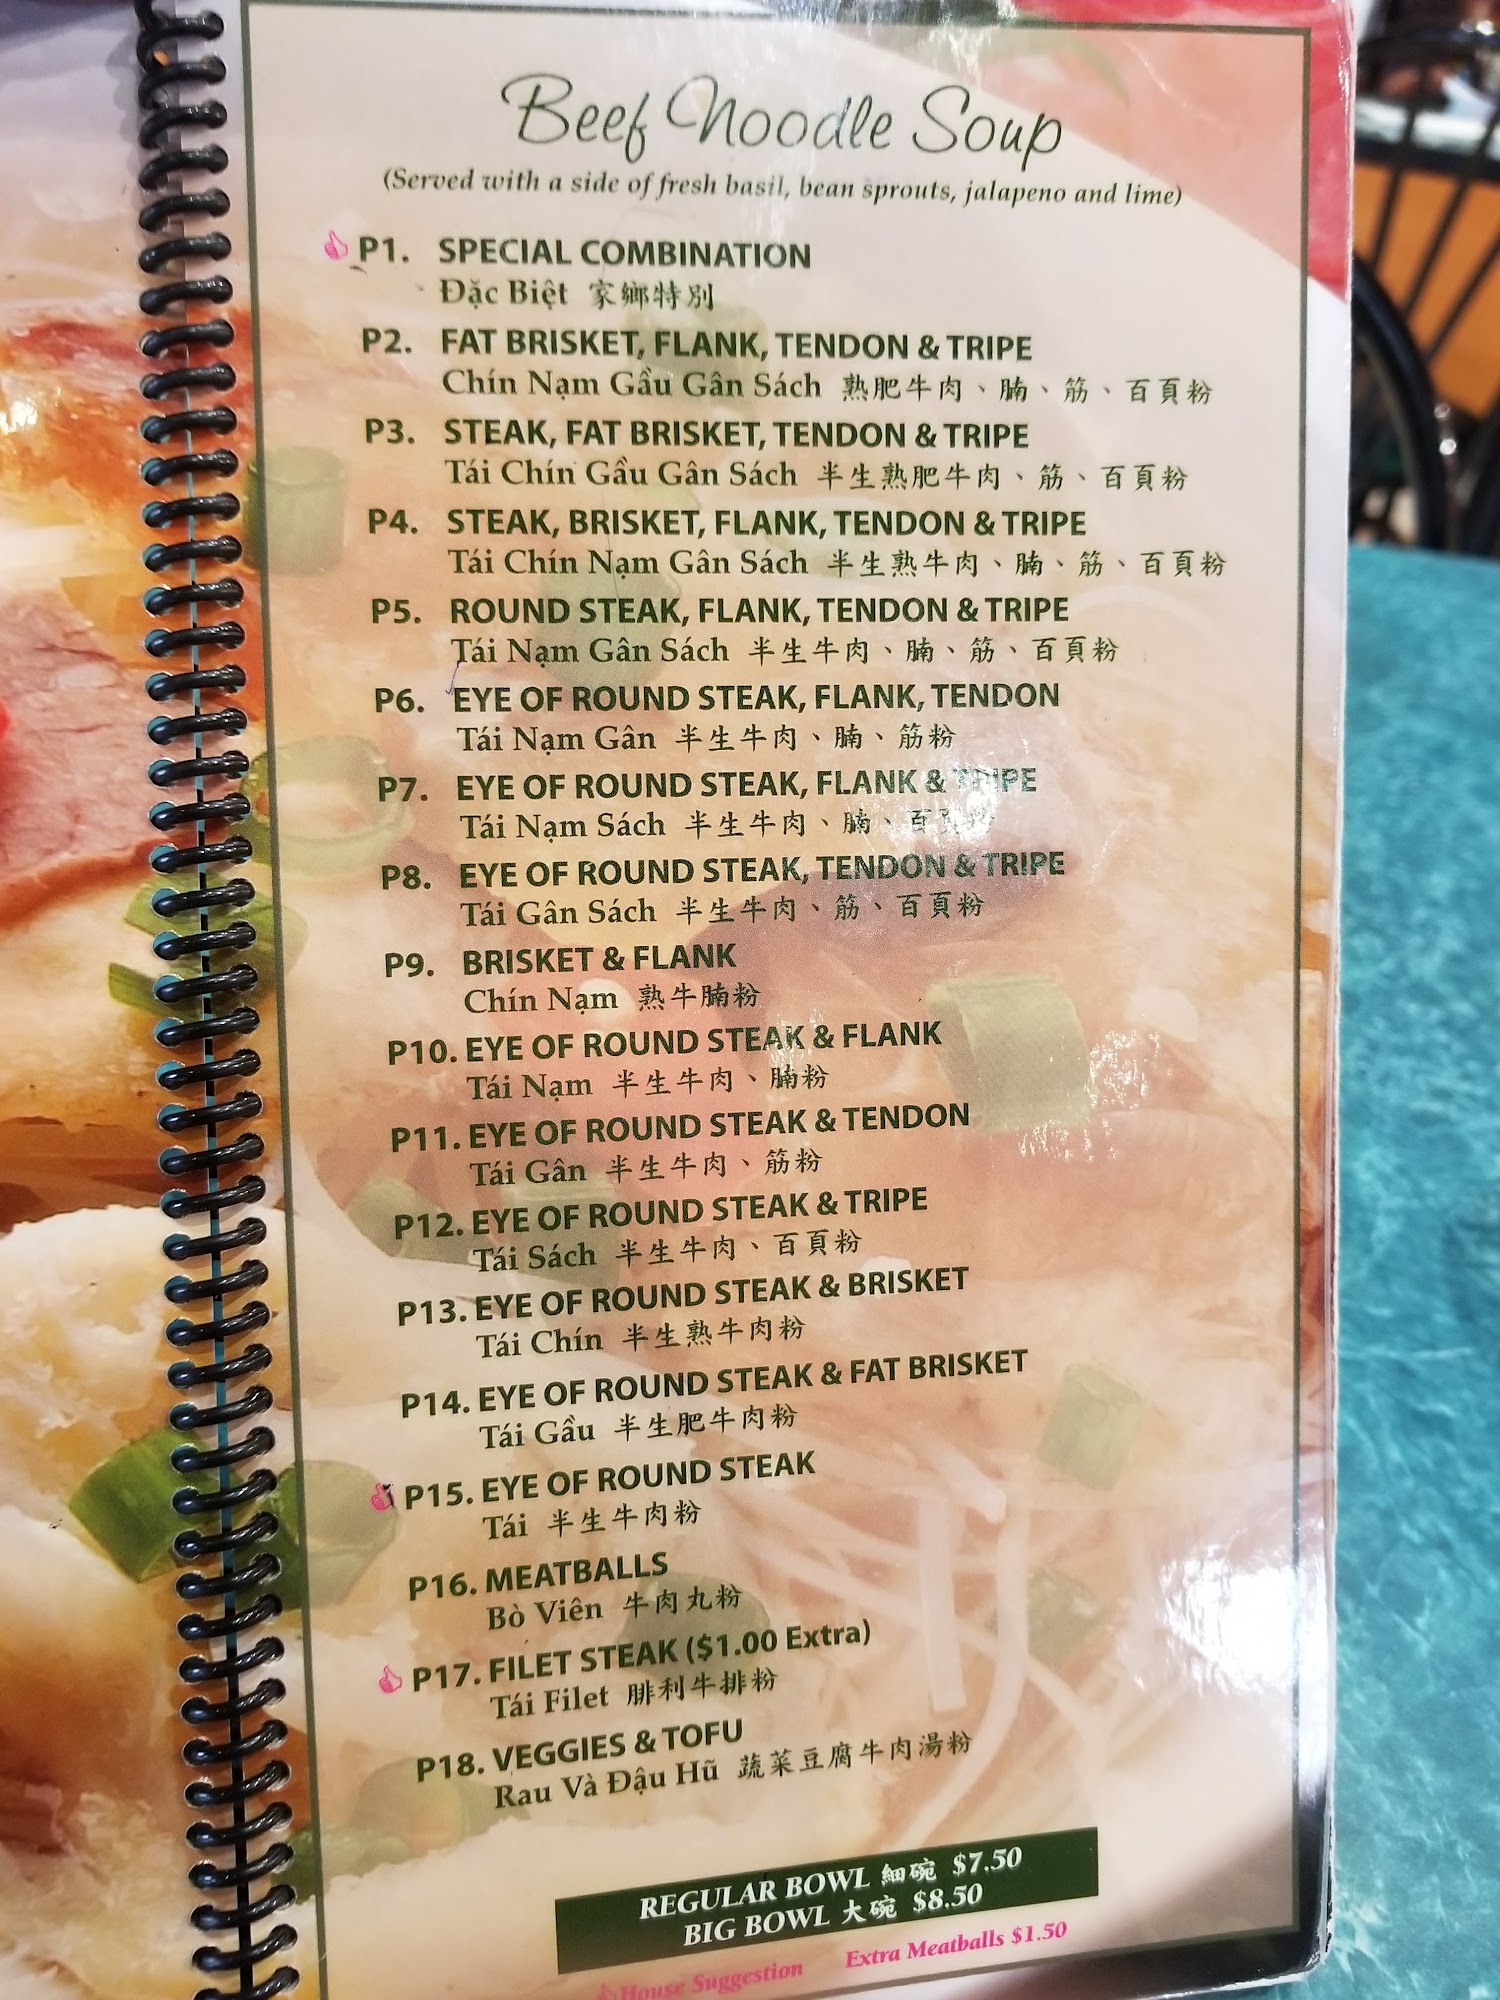 Beef Noodle Soup
(Served with a side of fresh basil, bean sprouts, jalapeno and lime)
P1. SPECIAL COMBINATION
Đặc Biệt 家鄉特別
P2. FAT BRISKET, FLANK, TENDON & TRIPE
Chín Nạm Gầu Gân Sách 熟肥牛肉、腩、筋、百頁粉
P3. STEAK, FAT BRISKET, TENDON & TRIPE
Tái Chín Gầu Gân Sách 半生熟肥牛肉、筋、百頁粉
P4. STEAK, BRISKET, FLANK, TENDON & TRIPE
Tái Chín Nạm Gân Sách 半生熟牛肉、腩、筋、百頁粉
P5. ROUND STEAK, FLANK, TENDON & TRIPE
Tái Nạm Gân Sách 半生牛肉、腩、筋、百頁粉
P6. EYE OF ROUND STEAK, FLANK, TENDON
Tái Nạm Gân 半生牛肉、腩、筋粉
P7. EYE OF ROUND STEAK, FLANK & TRIPE
Tái Nạm Sách 半生牛肉、腩、百頁粉
P8. EYE OF ROUND STEAK, TENDON & TRIPE
Tái Gân Sách 半生牛肉、筋、百頁粉
P9. BRISKET & FLANK
Chín Nạm 熟牛腩粉
P10. EYE OF ROUND STEAK & FLANK
Tái Nạm 半生牛肉、腩粉
P11. EYE OF ROUND STEAK & TENDON
Tái Gân 半生牛肉、筋粉
P12. EYE OF ROUND STEAK & TRIPE
Tái Sách 半生牛肉、百頁粉
P13. EYE OF ROUND STEAK & BRISKET
Tái Chín 半生熟牛肉粉
P14. EYE OF ROUND STEAK & FAT BRISKET
Tái Gầu 半生肥牛肉粉
P15. EYE OF ROUND STEAK
Tái 半生牛肉粉
P16. MEATBALLS
Bò Viên 牛肉丸粉
P17. FILET STEAK ($1.00 Extra)
Tái Filet 腓利牛排粉
P18. VEGGIES & TOFU
Rau Và Đậu Hũ 蔬菜豆腐牛肉湯粉
REGULAR BOWL 細碗 $7.50
BIG BOWL 大碗 $8.50
House Suggestion Extra Meatballs $1.50